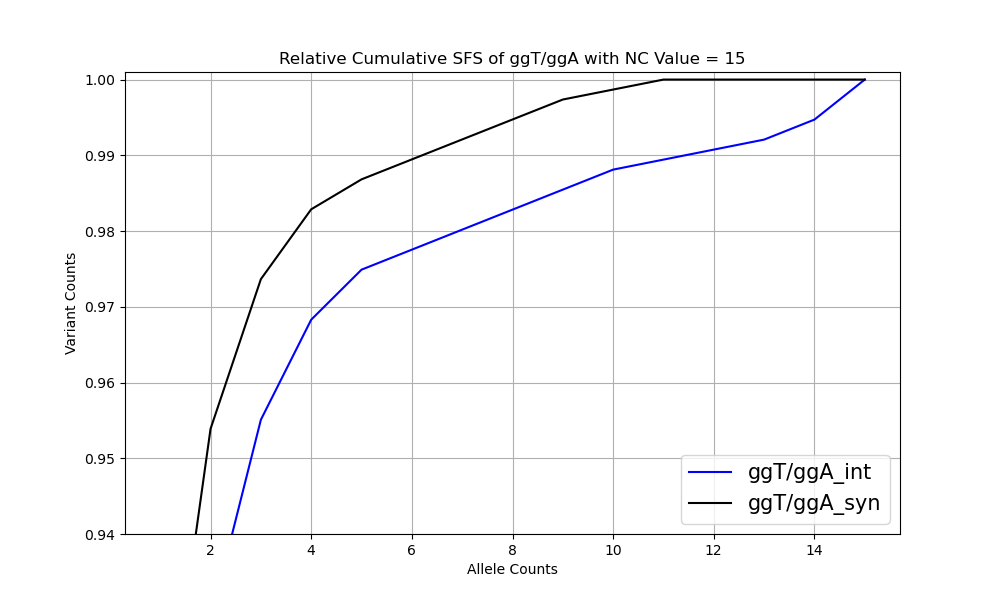 Relative Cumulative SFS of ggT/ggA with NC Value = 15
1.00
0.99
0.98
0.97
0.96
0.95
0.94
Variant Counts
2 4 6 8 10 12 14
Allele Counts
ggT/ggA_int
ggT/ggA_syn